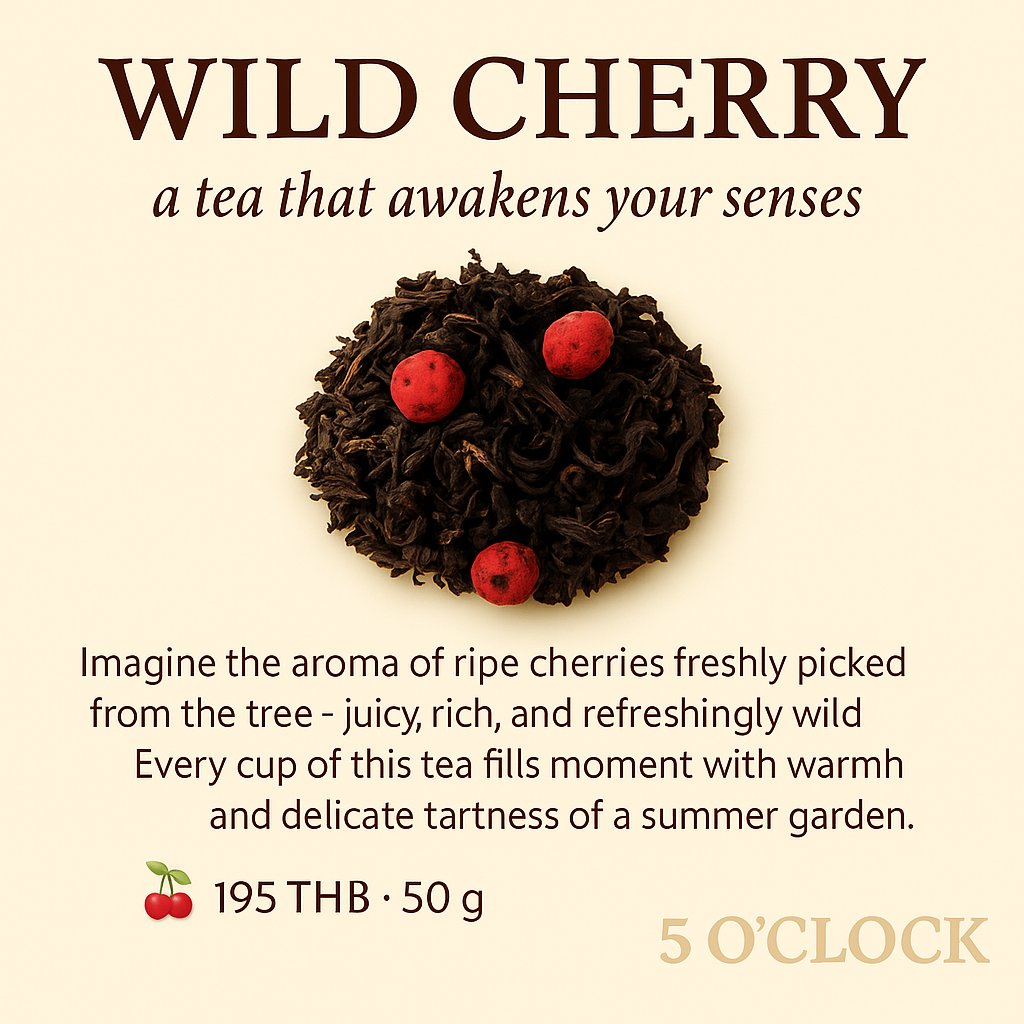 WILD CHERRY
a tea that awakens your senses
Imagine the aroma of ripe cherries freshly picked
from the tree - juicy, rich, and refreshingly wild
Every cup of this tea fills moment with warmh
and delicate tartness of a summer garden.
195 THB · 50 g
5 O'CLOCK